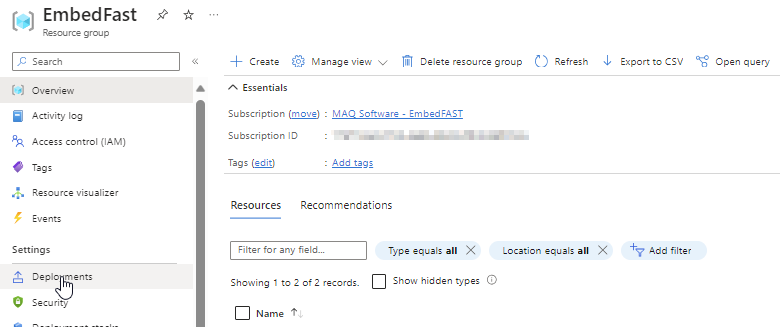 EmbedFast
Resource group
Search
Overview
Activity log
Access control (IAM)
Tags
Resource visualizer
Events
Settings
Deployments
Security
Deployment stacks
Create
Manage view
Delete resource group
Refresh
Export to CSV
Open query
Essentials
Subscription (move) : MAQ Software - EmbedFAST
Subscription ID :
Tags (edit) : Add tags
Resources Recommendations
Filter for any field... Type equals all Location equals all Add filter
Showing 1 to 2 of 2 records. Show hidden types
Name